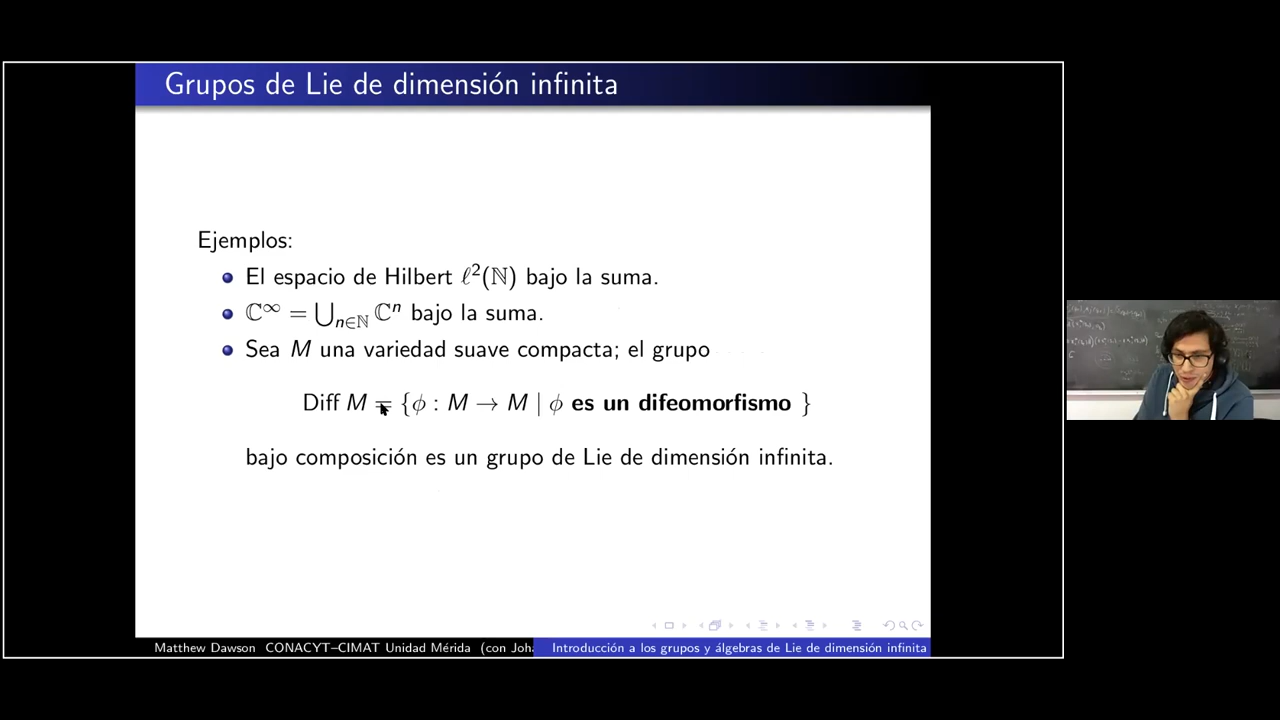 Grupos de Lie de dimensión infinita
Ejemplos:
El espacio de Hilbert ℓ²(ℕ) bajo la suma.
ℂ^∞ = ⋃_{n∈ℕ} ℂⁿ bajo la suma.
Sea M una variedad suave compacta; el grupo
Diff M = {ϕ : M → M | ϕ es un difeomorfismo }
bajo composición es un grupo de Lie de dimensión infinita.
Matthew Dawson CONACYT–CIMAT Unidad Mérida (con Joh
Introducción a los grupos y álgebras de Lie de dimensión infinita